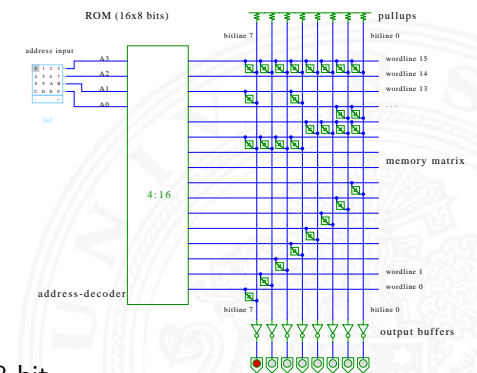 ROM (16x8 bits)
pullups
bitline 7
bitline 0
address input
0 1 2 3
4 5 6 7
8 9 A B
C D E F
- +
[a]
A3
A2
A1
A0
wordline 15
wordline 14
wordline 13
. . .
memory matrix
4:16
wordline 1
wordline 0
address-decoder
bitline 7
bitline 0
output buffers